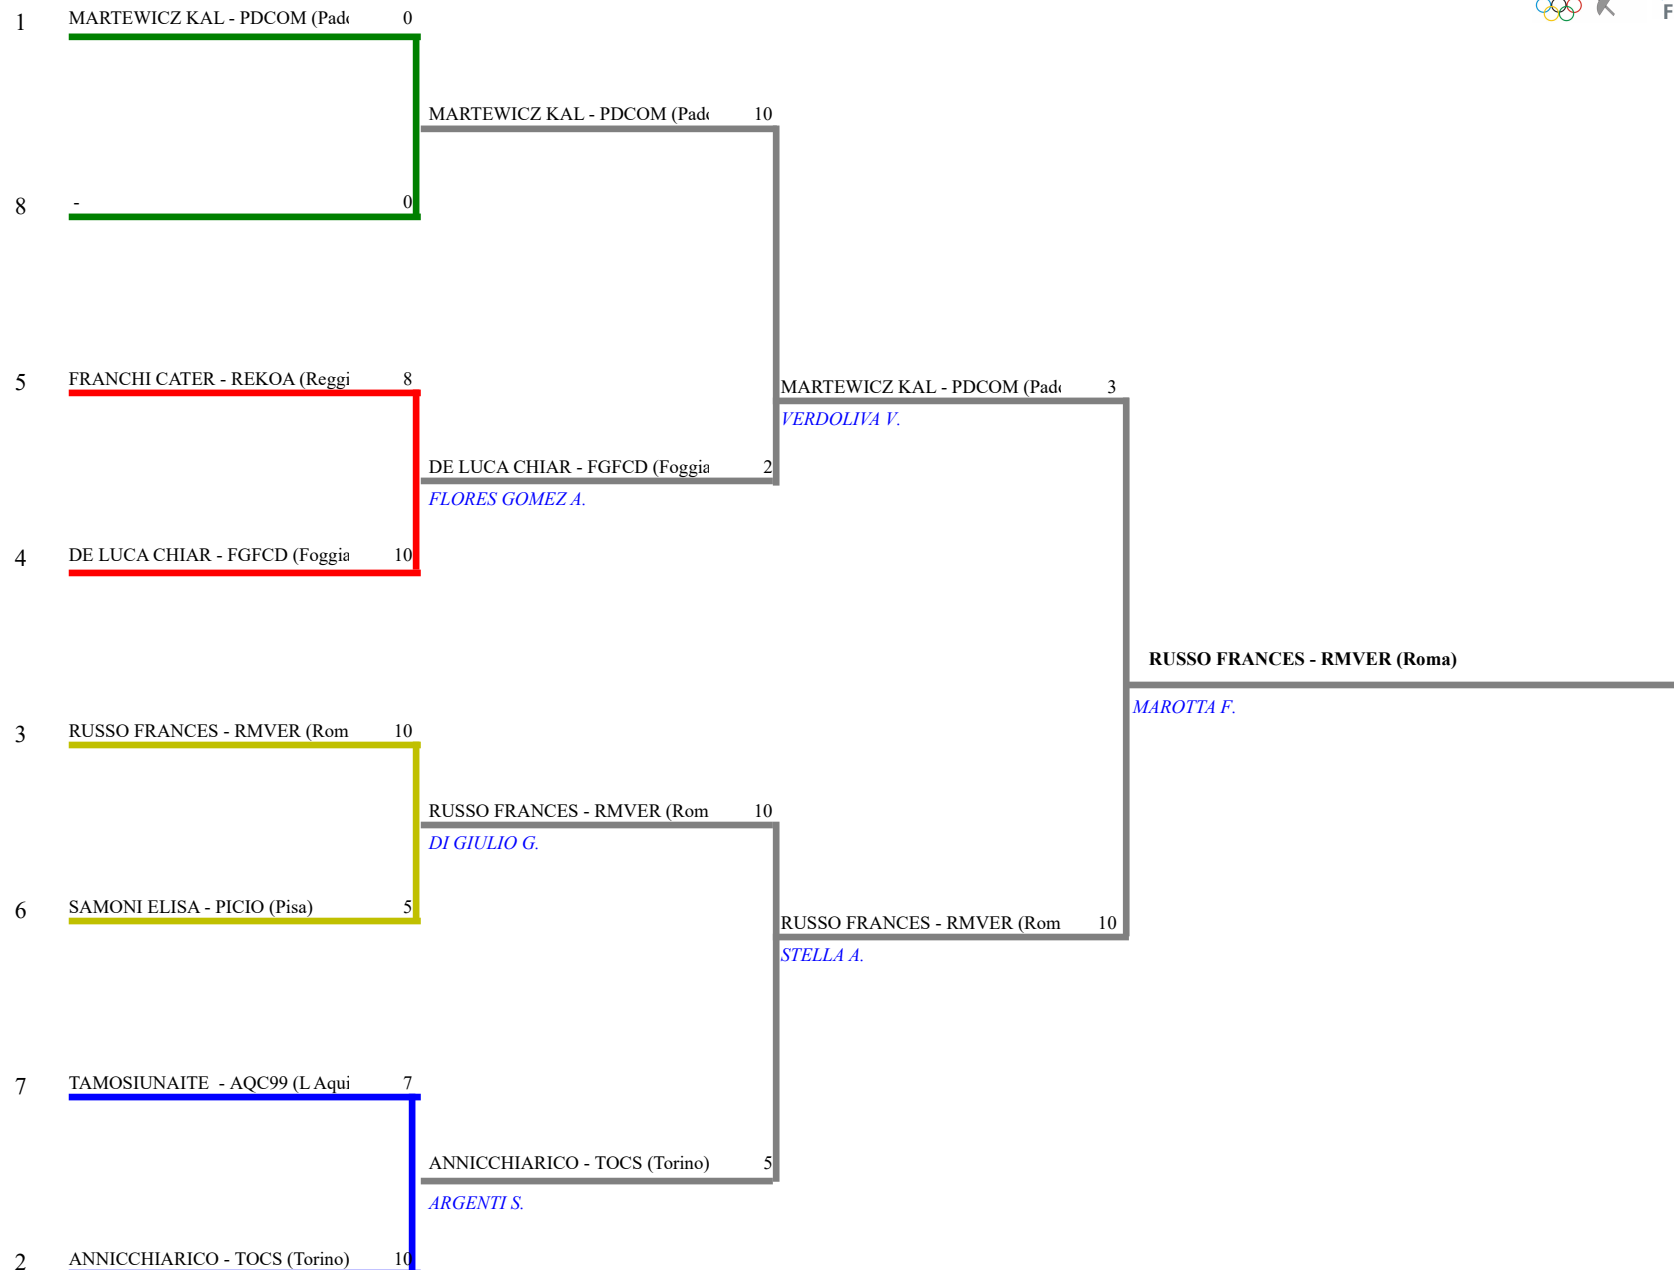 1 MARTEWICZ KAL - PDCOM (Pad 0
MARTEWICZ KAL - PDCOM (Pad 10
8 - 0
5 FRANCHI CATER - REKOA (Reggi 8
MARTEWICZ KAL - PDCOM (Pad 3
VERDOLIVA V.
DE LUCA CHIAR - FGFCD (Foggia 2
FLORES GOMEZ A.
4 DE LUCA CHIAR - FGFCD (Foggia 10
RUSSO FRANCES - RMVER (Roma)
MAROTTA F.
3 RUSSO FRANCES - RMVER (Rom 10
RUSSO FRANCES - RMVER (Rom 10
DI GIULIO G.
6 SAMONI ELISA - PICIO (Pisa) 5
RUSSO FRANCES - RMVER (Rom 10
STELLA A.
7 TAMOSIUNAITE - AQC99 (L Aqui 7
ANNICCHIARICO - TOCS (Torino) 5
ARGENTI S.
2 ANNICCHIARICO - TOCS (Torino) 10